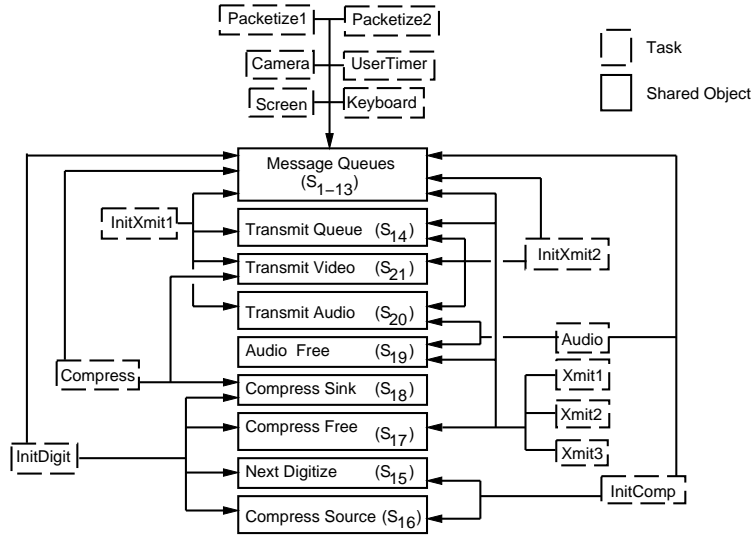 Packetize1
Packetize2
Camera
UserTimer
Screen
Keyboard
Task
Shared Object
Message Queues
(S1–13)
InitXmit1
Transmit Queue (S14)
Transmit Video (S21)
InitXmit2
Transmit Audio (S20)
Audio Free (S19)
Audio
Compress
Compress Sink (S18)
Xmit1
Compress Free (S17)
Xmit2
Xmit3
InitDigit
Next Digitize (S15)
InitComp
Compress Source (S16)